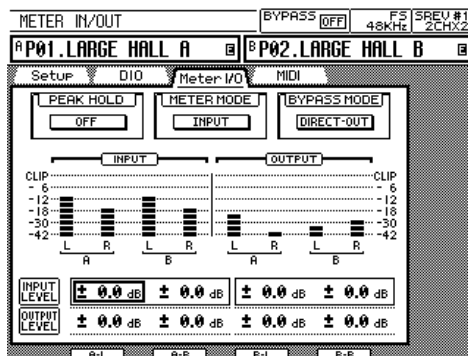 METER IN/OUT
BYPASS OFF
FS 48KHz
SREV #1 2CHX2
A P01.LARGE HALL A E
B P02.LARGE HALL B E
Setup DIO Meter I/O MIDI
PEAK HOLD METER MODE BYPASS MODE
OFF INPUT DIRECT-OUT
INPUT OUTPUT
CLIP CLIP
- 6 - 6
-12 -12
-18 -18
-30 -30
-42 -42
L R L R L R L R
A B A B
INPUT LEVEL ± 0.0 dB ± 0.0 dB ± 0.0 dB ± 0.0 dB
OUTPUT LEVEL ± 0.0 dB ± 0.0 dB ± 0.0 dB ± 0.0 dB
A-L A-R B-L B-R